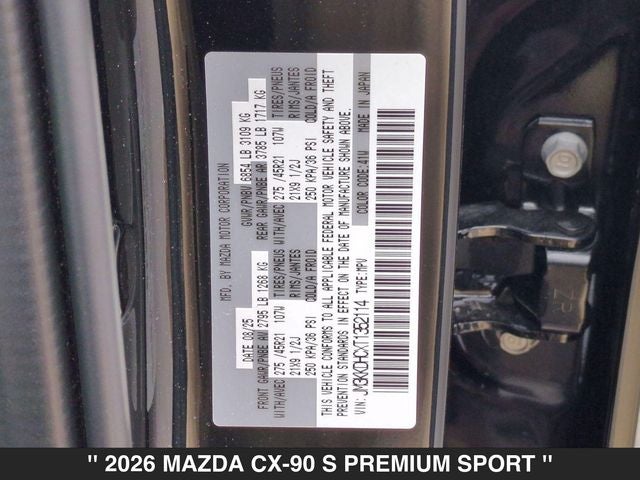 MFD. BY MAZDA MOTOR CORPORATION
DATE 08/25 GVWR/PNBV 6854 LB 3109 KG
FRONT GAWR/PNBE AV 2795 LB 1268 KG REAR GAWR/PNBE AR 3785 LB 1717 KG
WITH/AVEC 275 /45R21 107W TIRES/PNEUS WITH/AVEC 275 /45R21 107W TIRES/PNEUS
21X9 1/2J RIMS/JANTES 21X9 1/2J RIMS/JANTES
250 KPA/36 PSI COLD/A FROID 250 KPA/36 PSI COLD/A FROID
THIS VEHICLE CONFORMS TO ALL APPLICABLE FEDERAL MOTOR VEHICLE SAFETY AND THEFT
PREVENTION STANDARDS IN EFFECT ON THE DATE OF MANUFACTURE SHOWN ABOVE.
VIN: JM3KKDHCXT1352114 TYPE: MPV COLOR CODE: 41W MADE IN JAPAN
" 2026 MAZDA CX-90 S PREMIUM SPORT "